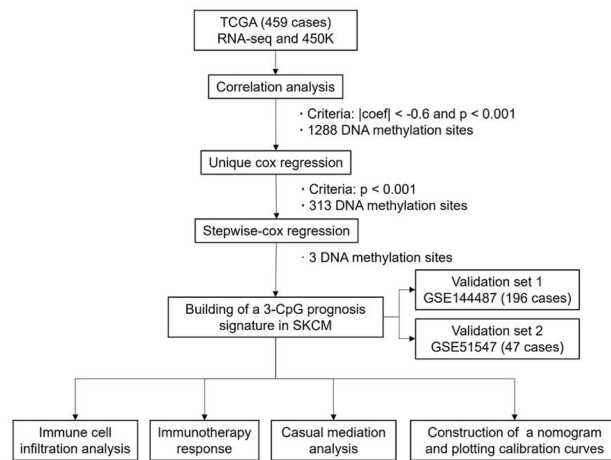 TCGA (459 cases)
RNA-seq and 450K
Correlation analysis
· Criteria: |coef| < -0.6 and p < 0.001
· 1288 DNA methylation sites
Unique cox regression
· Criteria: p < 0.001
· 313 DNA methylation sites
Stepwise-cox regression
· 3 DNA methylation sites
Building of a 3-CpG prognosis
signature in SKCM
Validation set 1
GSE144487 (196 cases)
Validation set 2
GSE51547 (47 cases)
Immune cell
infiltration analysis
Immunotherapy
response
Casual mediation
analysis
Construction of a nomogram
and plotting calibration curves